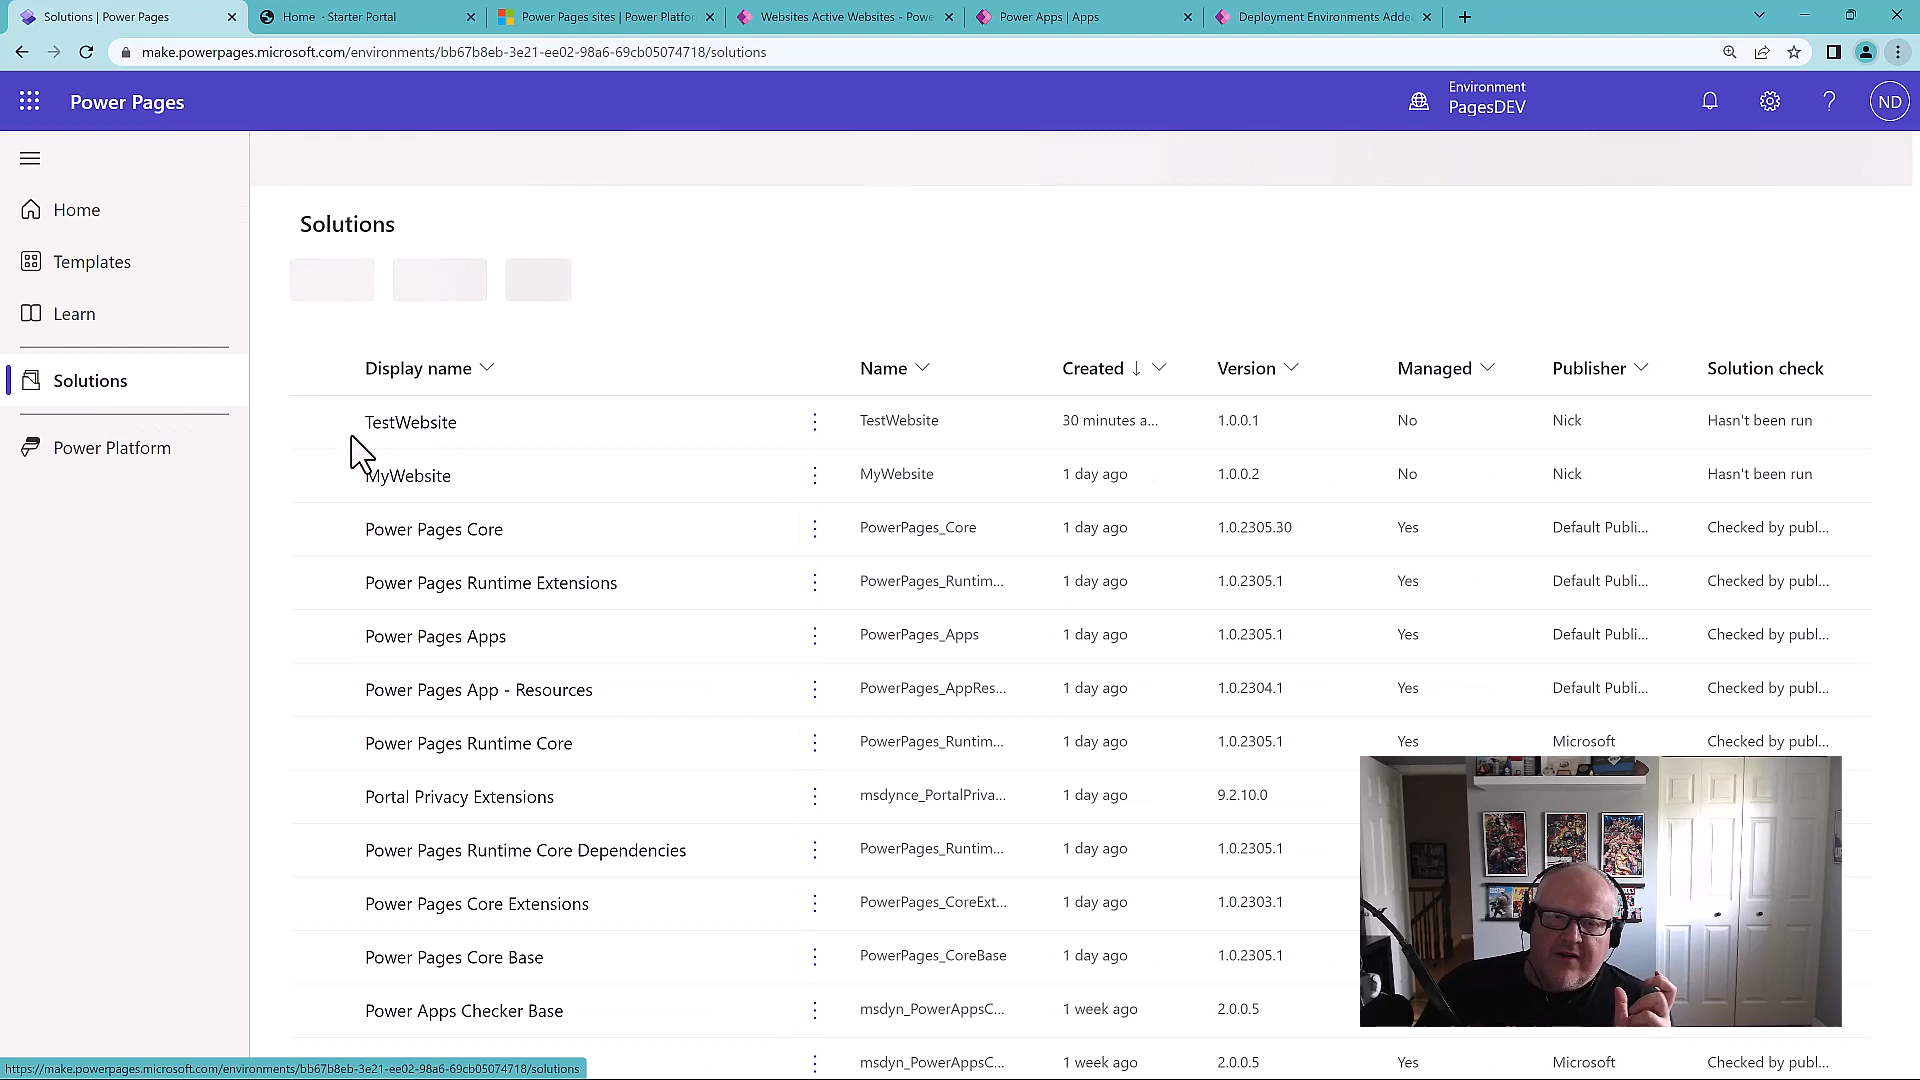 Solutions | Power Pages
Home · Starter Portal
Power Pages sites | Power Platfor
Websites Active Websites - Powe
Power Apps | Apps
Deployment Environments Adde
make.powerpages.microsoft.com/environments/bb67b8eb-3e21-ee02-98a6-69cb05074718/solutions
Power Pages
Environment
PagesDEV
ND
Home
Templates
Learn
Solutions
Power Platform
Solutions
Display name Name Created Version Managed Publisher Solution check
TestWebsite TestWebsite 30 minutes a... 1.0.0.1 No Nick Hasn't been run
MyWebsite MyWebsite 1 day ago 1.0.0.2 No Nick Hasn't been run
Power Pages Core PowerPages_Core 1 day ago 1.0.2305.30 Yes Default Publi... Checked by publ...
Power Pages Runtime Extensions PowerPages_Runtim... 1 day ago 1.0.2305.1 Yes Default Publi... Checked by publ...
Power Pages Apps PowerPages_Apps 1 day ago 1.0.2305.1 Yes Default Publi... Checked by publ...
Power Pages App - Resources PowerPages_AppRes... 1 day ago 1.0.2304.1 Yes Default Publi... Checked by publ...
Power Pages Runtime Core PowerPages_Runtim... 1 day ago 1.0.2305.1 Yes Microsoft Checked by publ...
Portal Privacy Extensions msdynce_PortalPriva... 1 day ago 9.2.10.0
Power Pages Runtime Core Dependencies PowerPages_Runtim... 1 day ago 1.0.2305.1
Power Pages Core Extensions PowerPages_CoreExt... 1 day ago 1.0.2303.1
Power Pages Core Base PowerPages_CoreBase 1 day ago 1.0.2305.1
Power Apps Checker Base msdyn_PowerAppsC... 1 week ago 2.0.0.5
msdyn_PowerAppsC... 1 week ago 2.0.0.5 Yes Microsoft Checked by publ...
https://make.powerpages.microsoft.com/environments/bb67b8eb-3e21-ee02-98a6-69cb05074718/solutions